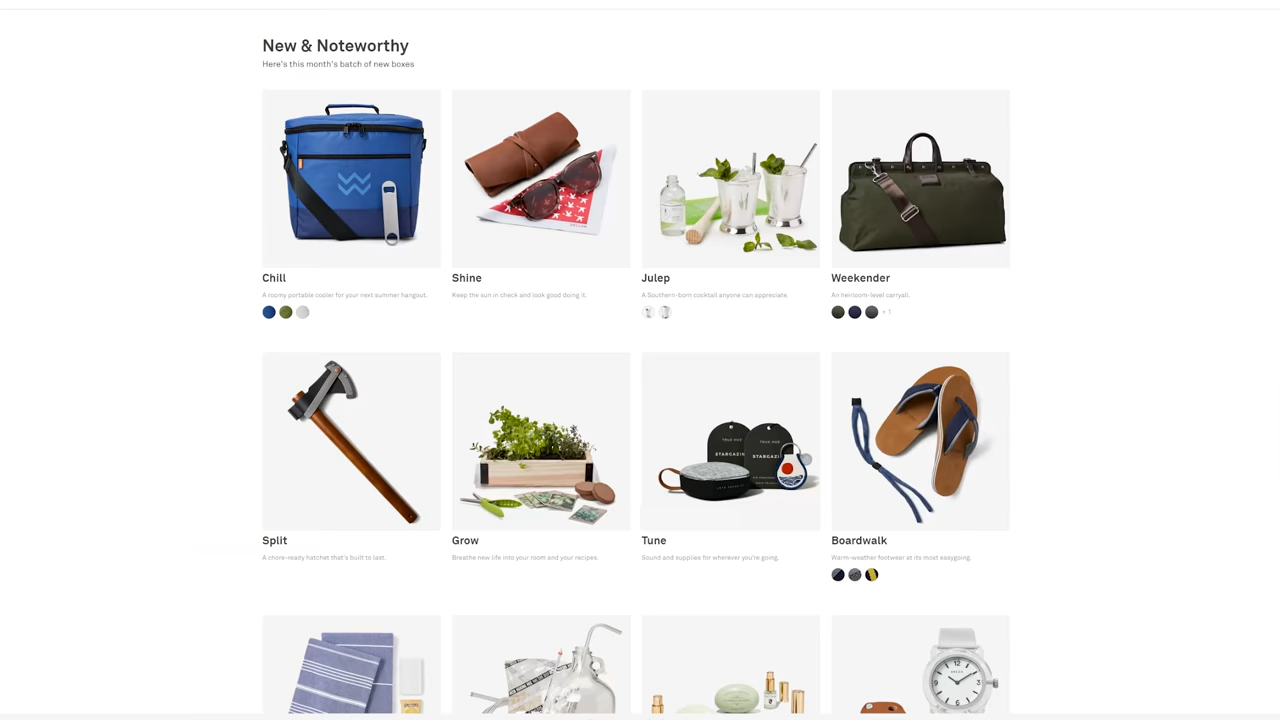 New & Noteworthy
Here's this month's batch of new boxes
Chill
A roomy portable cooler for your next summer hangout.
Shine
Keep the sun in check and look good doing it.
Julep
A Southern-born cocktail anyone can appreciate.
Weekender
An heirloom-level carryall.
+ 1
STARGAZI
STARGAZI
Split
A chore-ready hatchet that's built to last.
Grow
Breathe new life into your room and your recipes.
Tune
Sound and supplies for wherever you're going.
Boardwalk
Warm-weather footwear at its most easygoing.
12